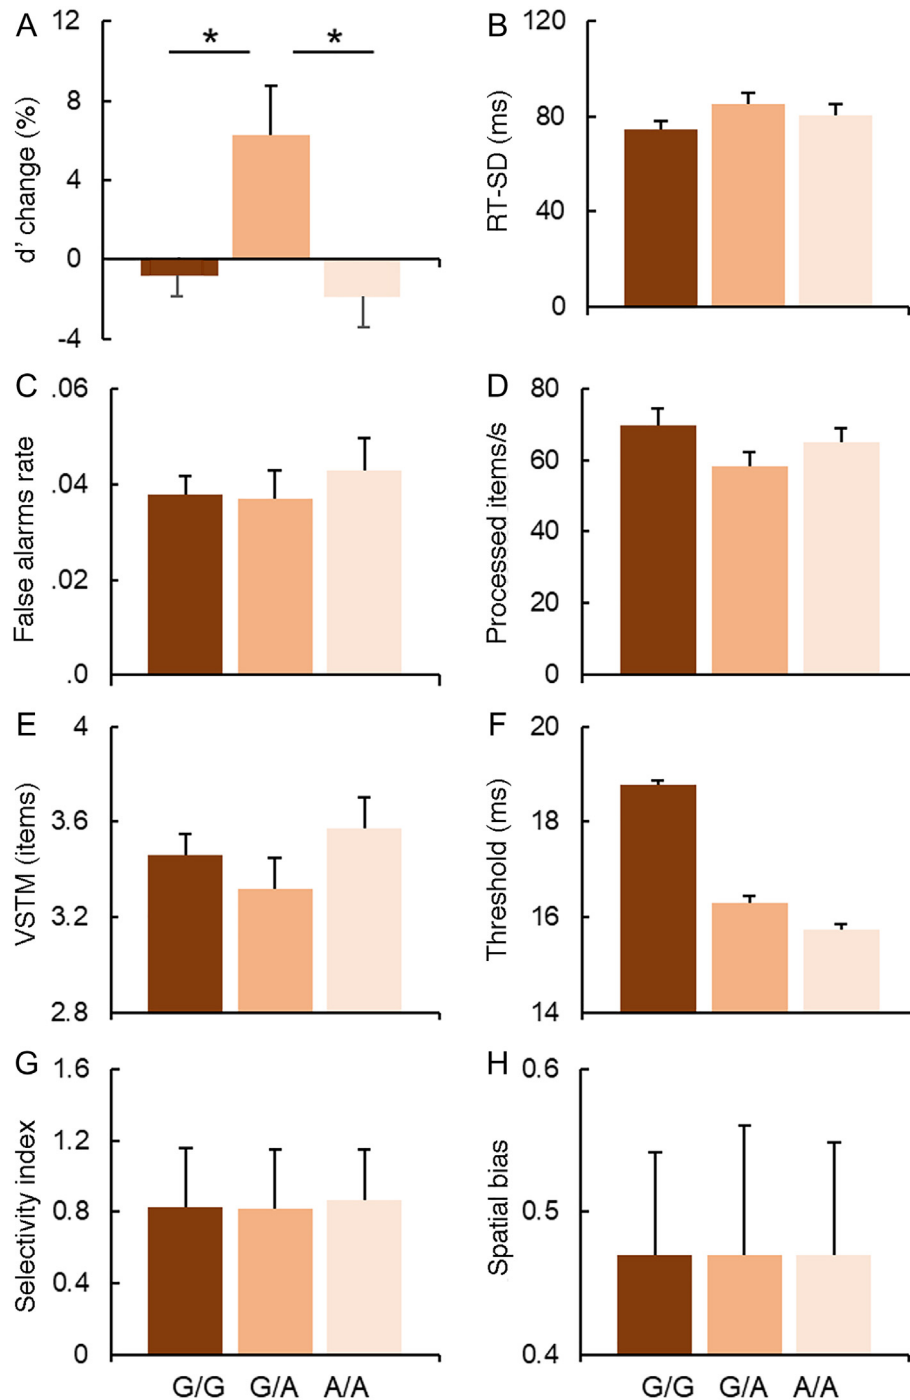 A
d' change (%)
12
8
4
0
-4
* *
B
RT-SD (ms)
120
80
40
0
C
False alarms rate
.06
.04
.02
.0
D
Processed items/s
80
60
40
20
0
E
VSTM (items)
4
3.6
3.2
2.8
F
Threshold (ms)
20
18
16
14
G
Selectivity index
1.6
1.2
0.8
0.4
0
G/G G/A A/A
H
Spatial bias
0.6
0.5
0.4
G/G G/A A/A